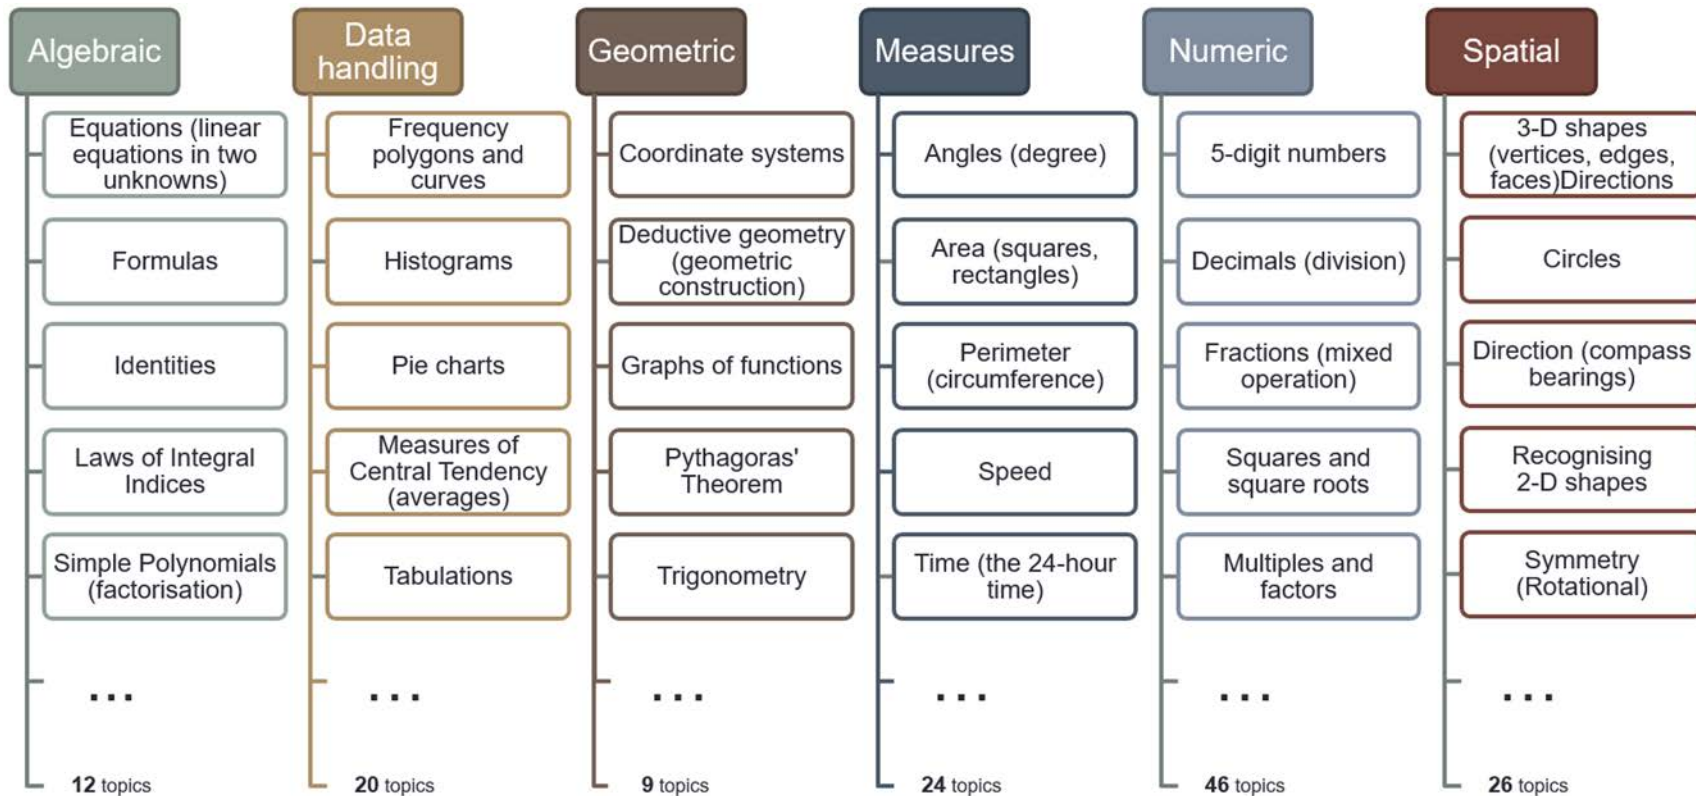 Algebraic
Equations (linear
equations in two
unknowns)
Formulas
Identities
Laws of Integral
Indices
Simple Polynomials
(factorisation)
...
12 topics
Data
handling
Frequency
polygons and
curves
Histograms
Pie charts
Measures of
Central Tendency
(averages)
Tabulations
...
20 topics
Geometric
Coordinate systems
Deductive geometry
(geometric
construction)
Graphs of functions
Pythagoras'
Theorem
Trigonometry
...
9 topics
Measures
Angles (degree)
Area (squares,
rectangles)
Perimeter
(circumference)
Speed
Time (the 24-hour
time)
...
24 topics
Numeric
5-digit numbers
Decimals (division)
Fractions (mixed
operation)
Squares and
square roots
Multiples and
factors
...
46 topics
Spatial
3-D shapes
(vertices, edges,
faces)Directions
Circles
Direction (compass
bearings)
Recognising
2-D shapes
Symmetry
(Rotational)
...
26 topics